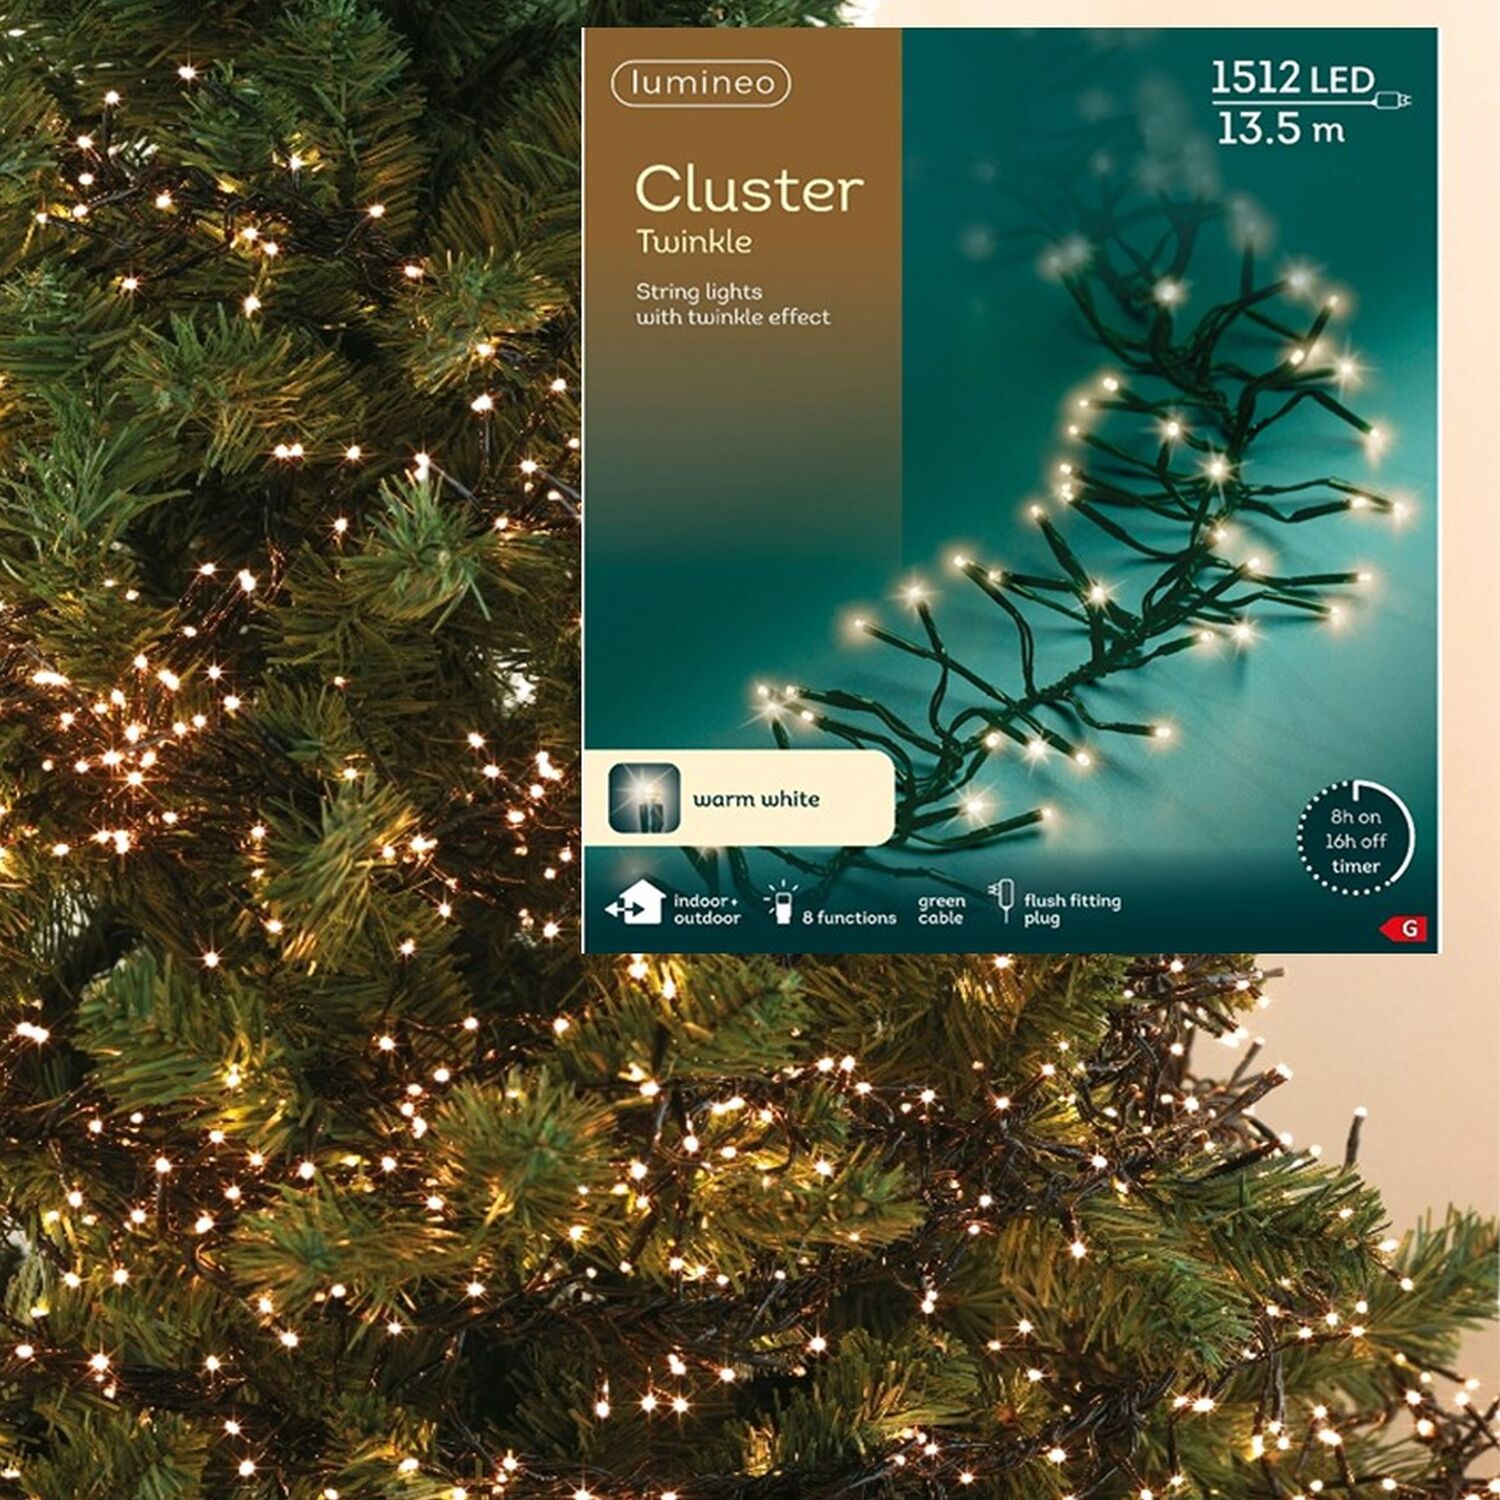 lumineo
1512 LED
13.5 m
Cluster
Twinkle
String lights
with twinkle effect
warm white
8h on
16h off
timer
indoor+
outdoor
8 functions
green
cable
flush fitting
plug
G